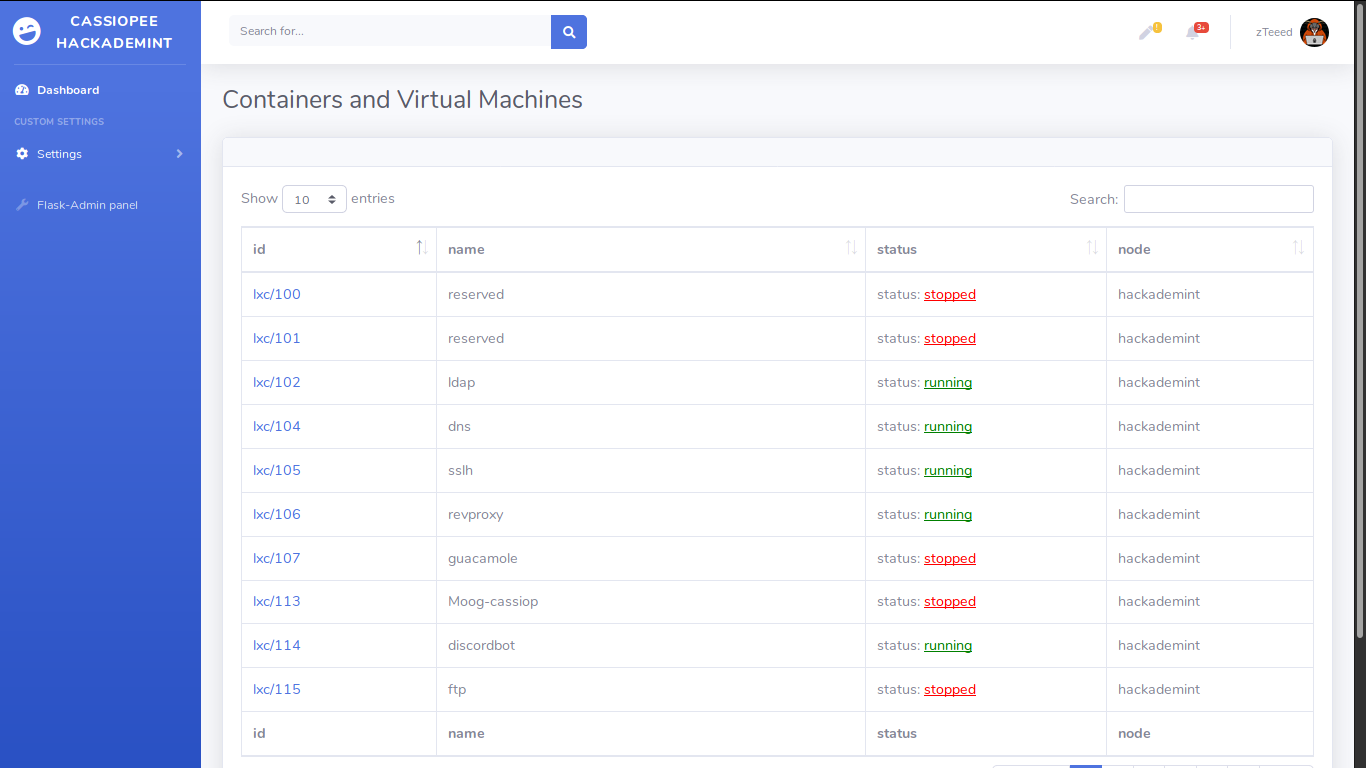 CASSIOPEE
HACKADEMINT
Dashboard
CUSTOM SETTINGS
Settings
Flask-Admin panel
Search for...
!
3+
zTeeed
Containers and Virtual Machines
Show 10 entries
Search:
id name status node
lxc/100 reserved status: stopped hackademint
lxc/101 reserved status: stopped hackademint
lxc/102 ldap status: running hackademint
lxc/104 dns status: running hackademint
lxc/105 sslh status: running hackademint
lxc/106 revproxy status: running hackademint
lxc/107 guacamole status: stopped hackademint
lxc/113 Moog-cassiop status: stopped hackademint
lxc/114 discordbot status: running hackademint
lxc/115 ftp status: stopped hackademint
id name status node